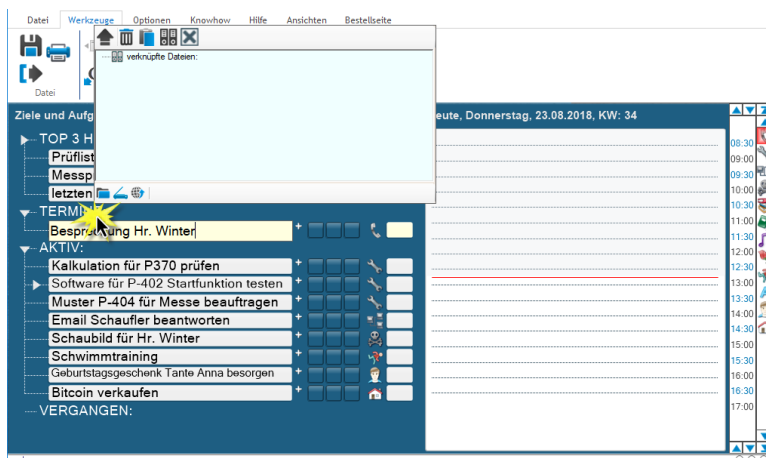 Datei Werkzeuge Optionen Knowhow Hilfe Ansichten Bestellseite
verknüpfte Dateien:
Datei
Ziele und Aufg
eute, Donnerstag, 23.08.2018, KW: 34
TOP 3 H
Prüflist
Messp
letzten
TERMI
Besprechung Hr. Winter
AKTIV:
Kalkulation für P370 prüfen
Software für P-402 Startfunktion testen
Muster P-404 für Messe beauftragen
Email Schaufler beantworten
Schaubild für Hr. Winter
Schwimmtraining
Geburtstagsgeschenk Tante Anna besorgen
Bitcoin verkaufen
VERGANGEN:
08:30
09:00
09:30
10:00
10:30
11:00
11:30
12:00
12:30
13:00
13:30
14:00
14:30
15:00
15:30
16:00
16:30
17:00